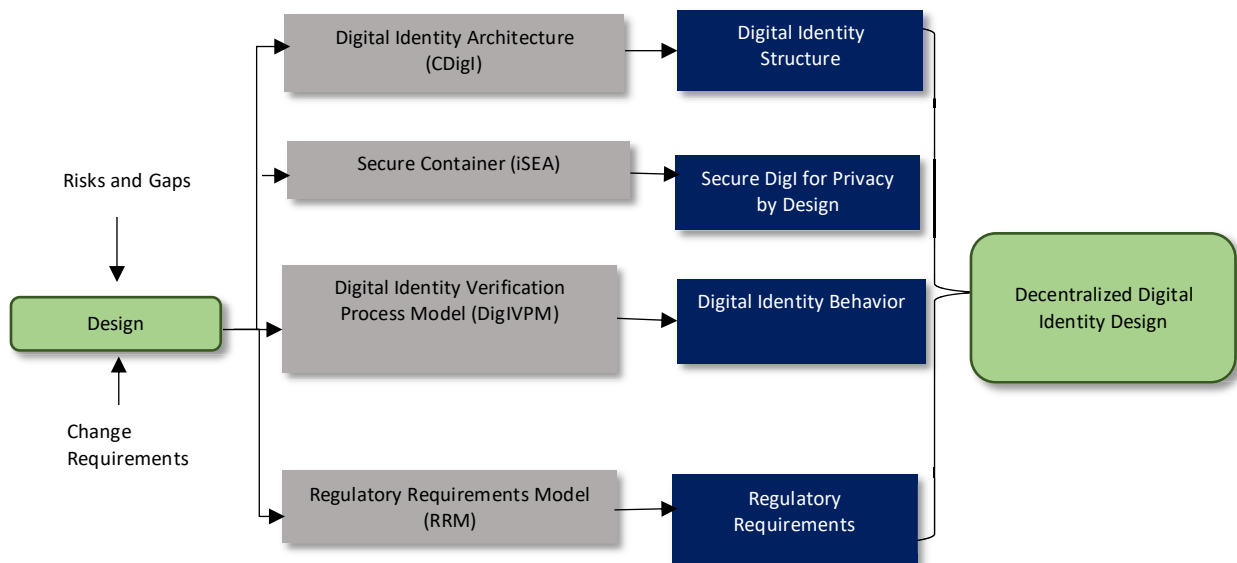 Digital Identity Architecture
(CDigI)
Digital Identity
Structure
Risks and Gaps
Secure Container (iSEA)
Secure DigI for Privacy
by Design
Design
Digital Identity Verification
Process Model (DigIVPM)
Digital Identity Behavior
Decentralized Digital
Identity Design
Change
Requirements
Regulatory Requirements Model
(RRM)
Regulatory
Requirements